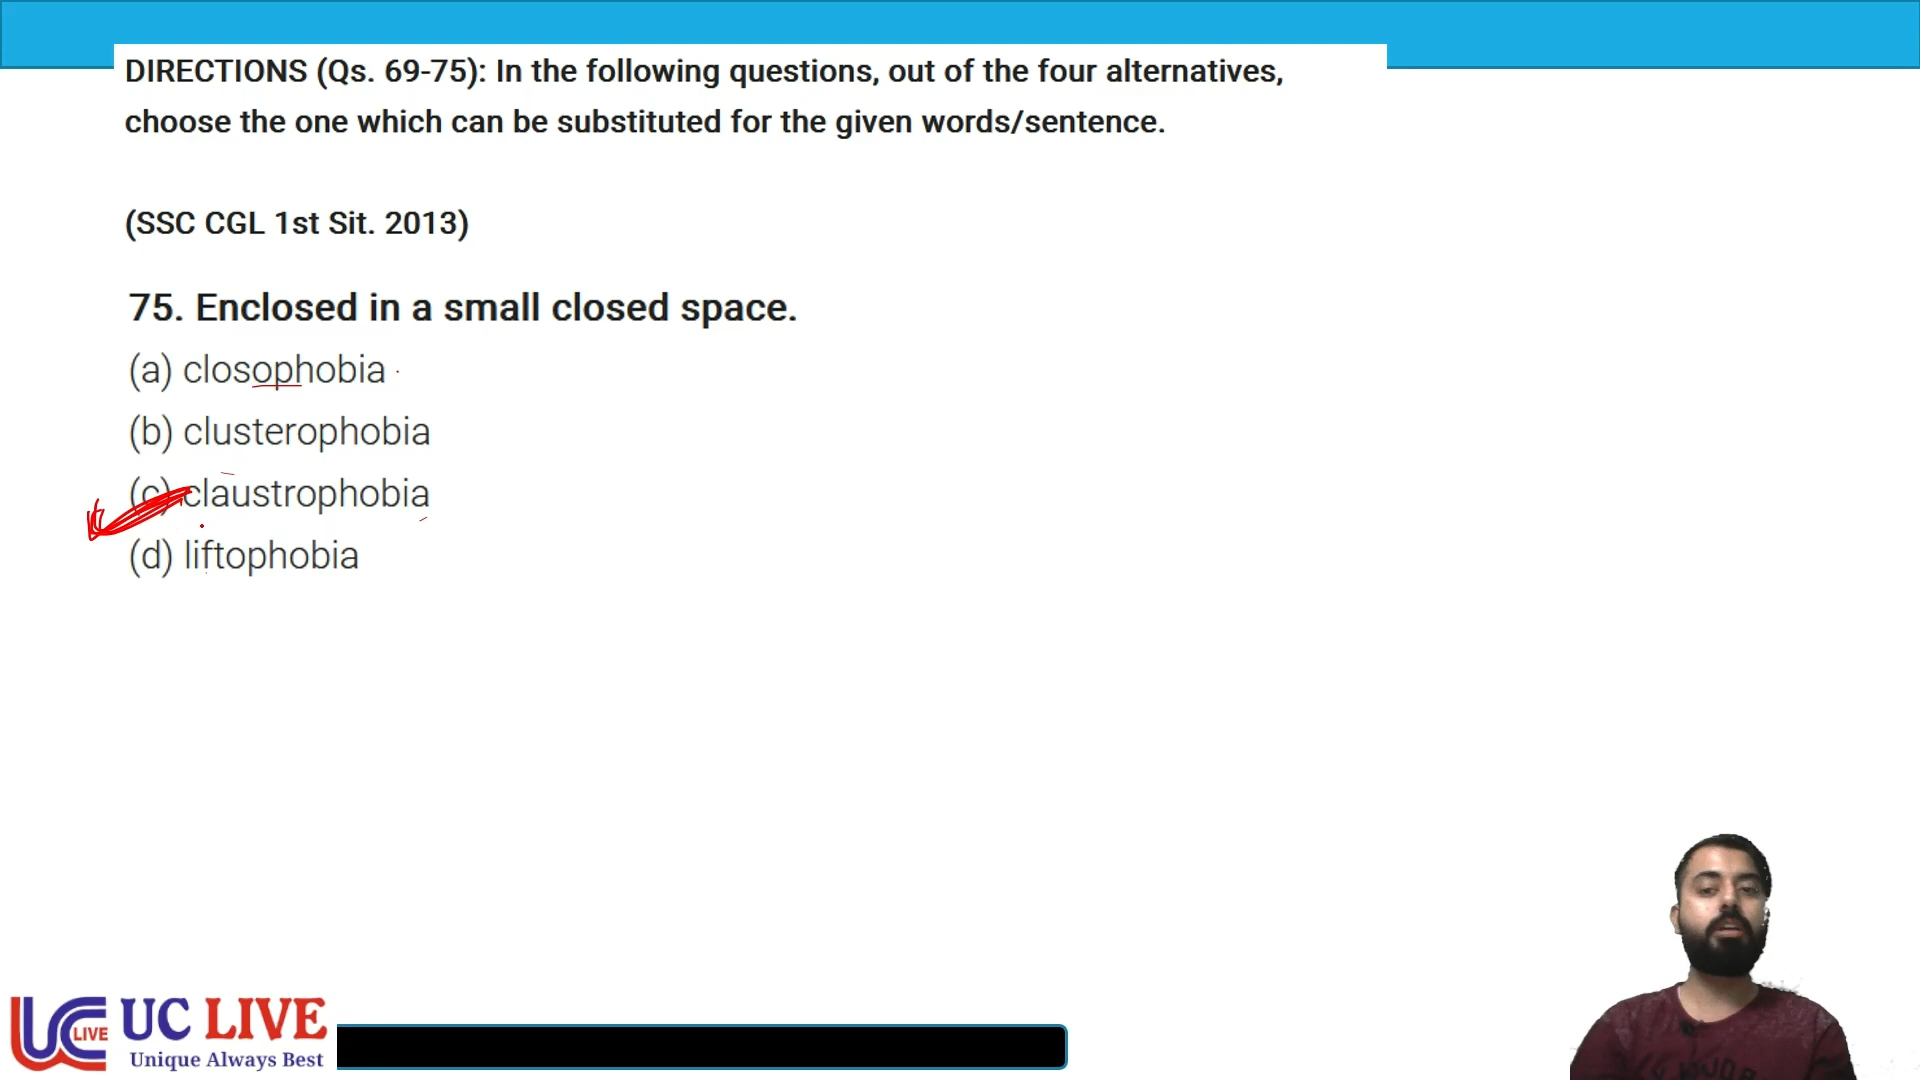 DIRECTIONS (Qs. 69-75): In the following questions, out of the four alternatives,
choose the one which can be substituted for the given words/sentence.
(SSC CGL 1st Sit. 2013)
75. Enclosed in a small closed space.
(a) closophobia
(b) clusterophobia
(c) claustrophobia
(d) liftophobia
LIVE
UC LIVE
Unique Always Best